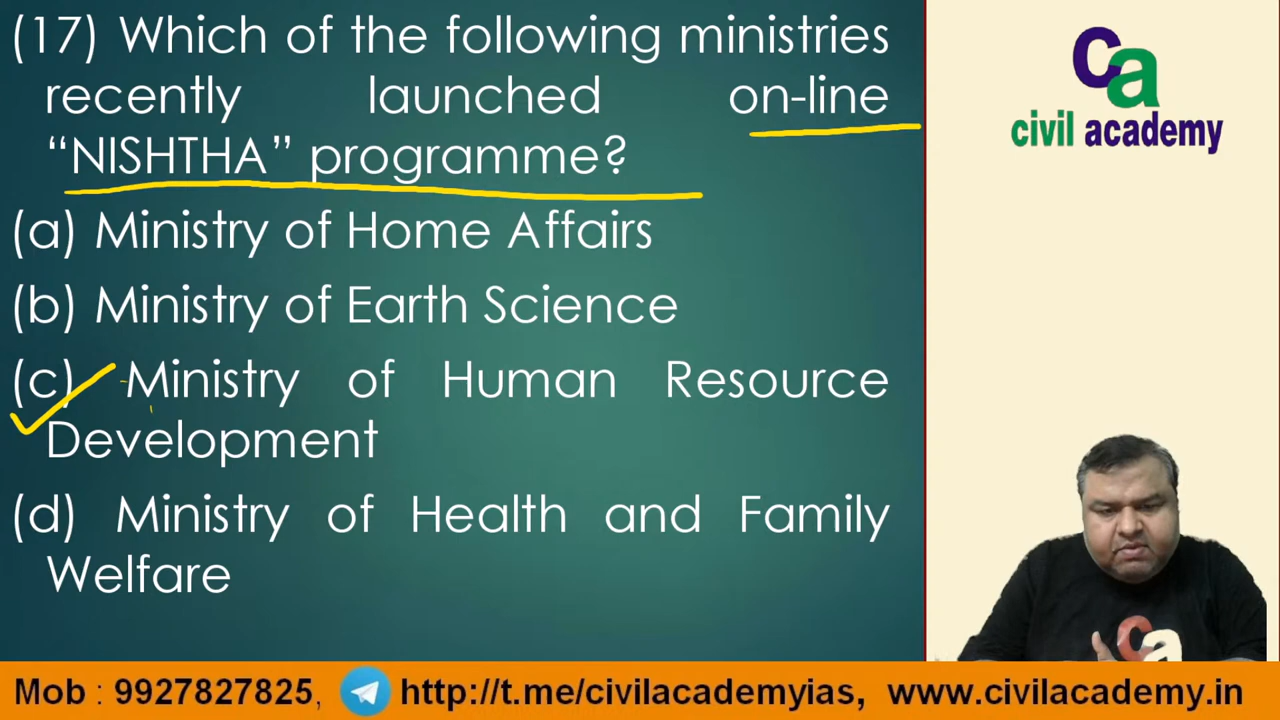 (17) Which of the following ministries
recently launched on-line
“NISHTHA” programme?
(a) Ministry of Home Affairs
(b) Ministry of Earth Science
(c) Ministry of Human Resource
Development
(d) Ministry of Health and Family
Welfare
ca
civil academy
ca
Mob : 9927827825, http://t.me/civilacademyias, www.civilacademy.in